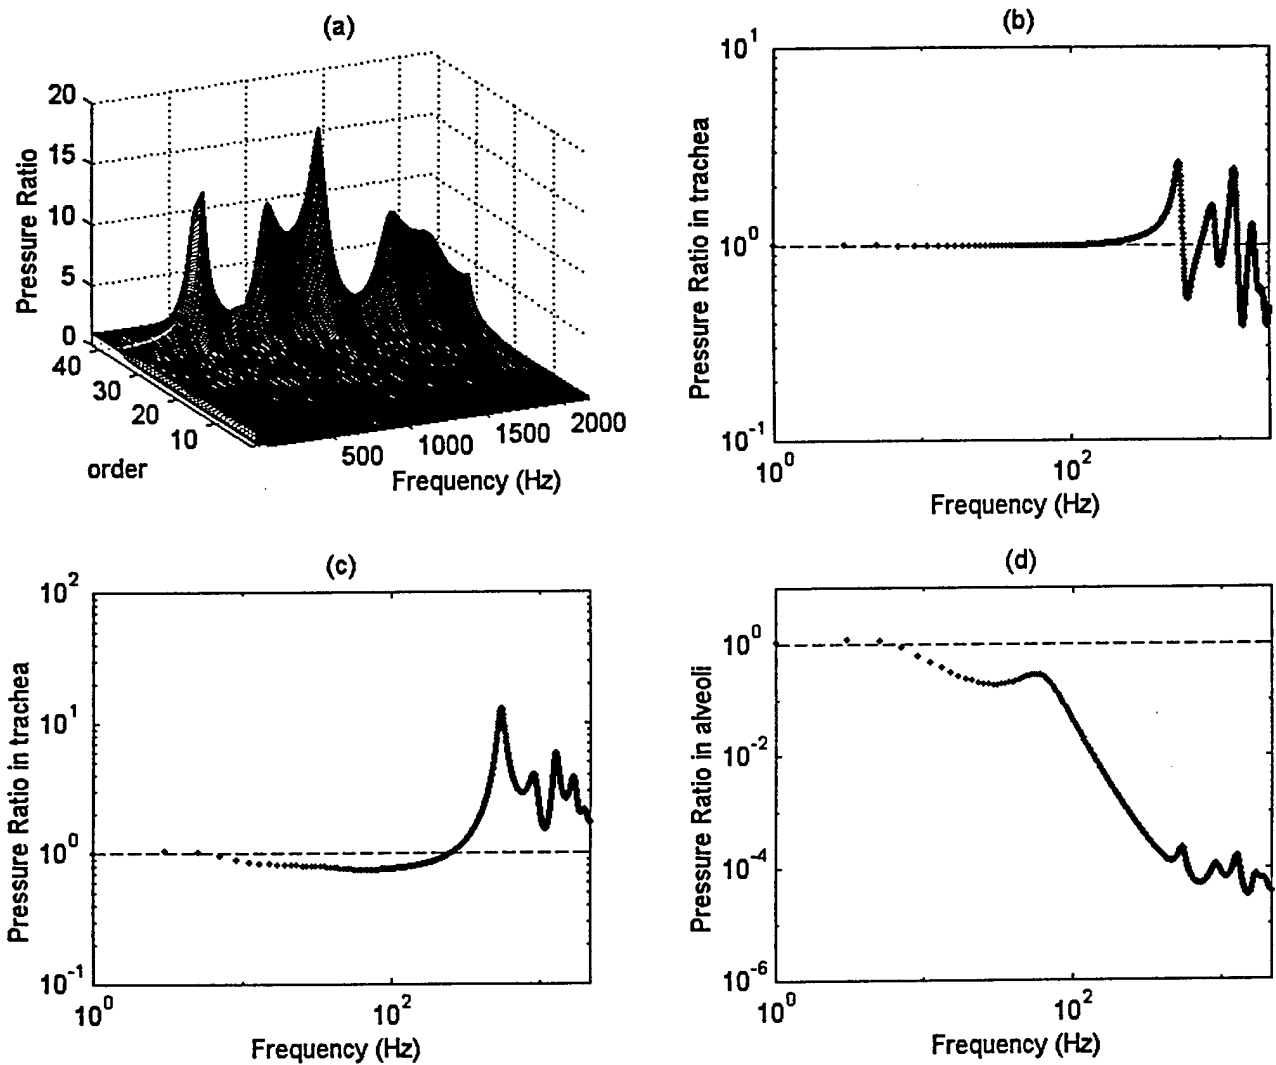 (a)
20
15
10
5
0
Pressure Ratio
40
30
20
10
order
500
1000
1500
2000
Frequency (Hz)
(b)
10^1
10^0
10^-1
Pressure Ratio in trachea
10^0
10^2
Frequency (Hz)
(c)
10^2
10^1
10^0
10^-1
Pressure Ratio in trachea
10^0
10^2
Frequency (Hz)
(d)
10^0
10^-2
10^-4
10^-6
Pressure Ratio in alveoli
10^0
10^2
Frequency (Hz)